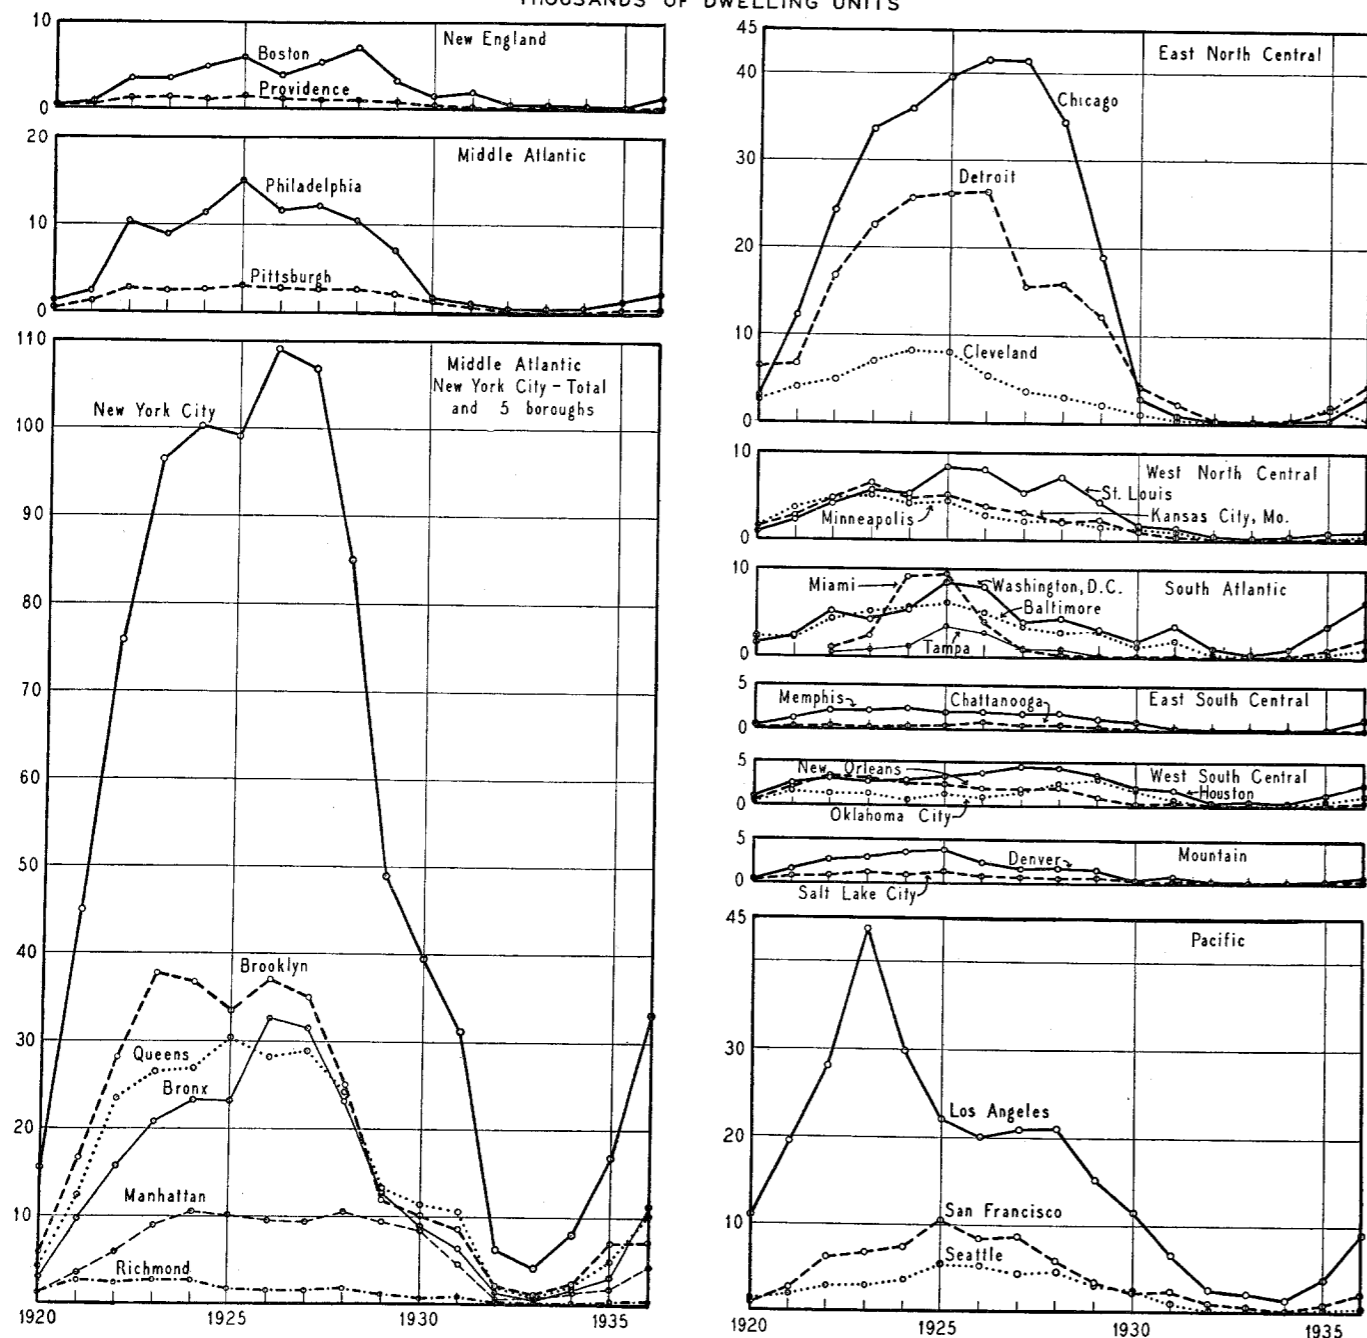 THOUSANDS OF DWELLING UNITS
10
0
New England
Boston
Providence
20
10
0
Middle Atlantic
Philadelphia
Pittsburgh
110
100
90
80
70
60
50
40
30
20
10
Middle Atlantic
New York City - Total
and 5 boroughs
New York City
Brooklyn
Queens
Bronx
Manhattan
Richmond
1920
1925
1930
1935
45
40
30
20
10
0
East North Central
Chicago
Detroit
Cleveland
10
0
West North Central
St. Louis
Kansas City, Mo.
Minneapolis
10
0
South Atlantic
Miami
Washington, D.C.
Baltimore
Tampa
5
0
East South Central
Memphis
Chattanooga
5
0
West South Central
New Orleans
Houston
Oklahoma City
5
0
Mountain
Denver
Salt Lake City
45
40
30
20
10
Pacific
Los Angeles
San Francisco
Seattle
1920
1925
1930
1935